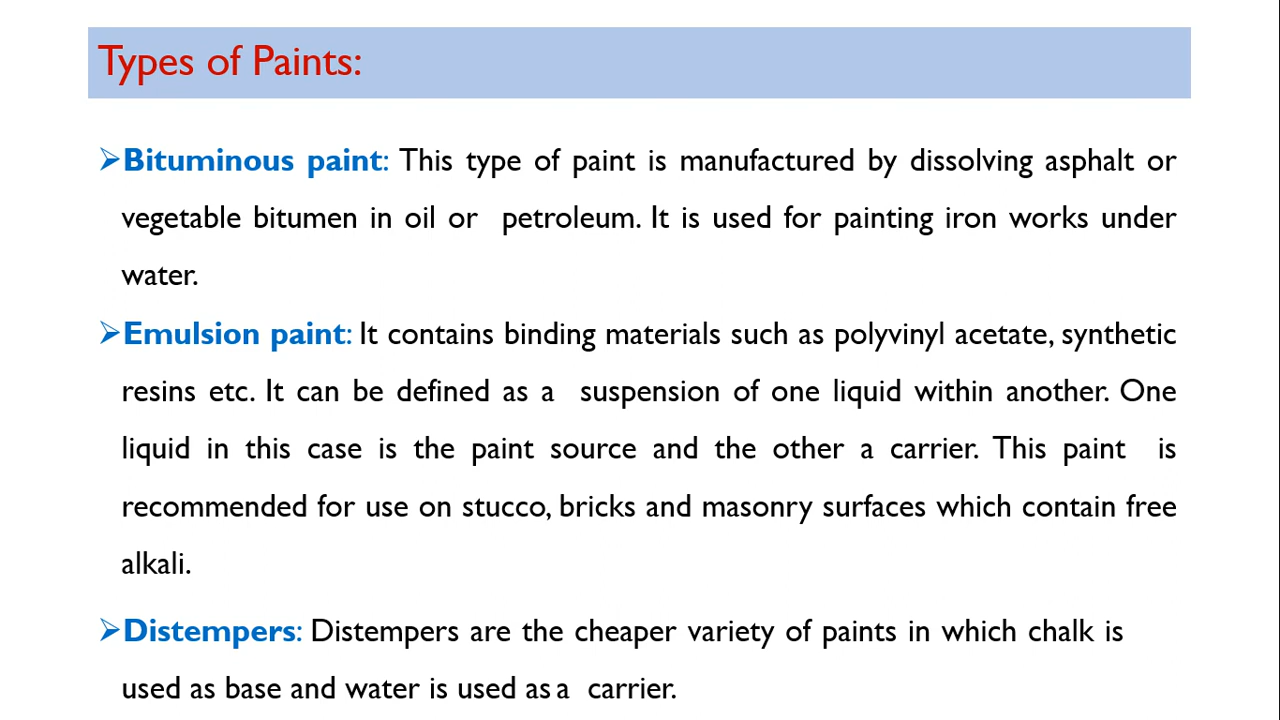 Types of Paints:
➢Bituminous paint: This type of paint is manufactured by dissolving asphalt or
vegetable bitumen in oil or petroleum. It is used for painting iron works under
water.
➢Emulsion paint: It contains binding materials such as polyvinyl acetate, synthetic
resins etc. It can be defined as a suspension of one liquid within another. One
liquid in this case is the paint source and the other a carrier. This paint is
recommended for use on stucco, bricks and masonry surfaces which contain free
alkali.
➢Distempers: Distempers are the cheaper variety of paints in which chalk is
used as base and water is used as a carrier.